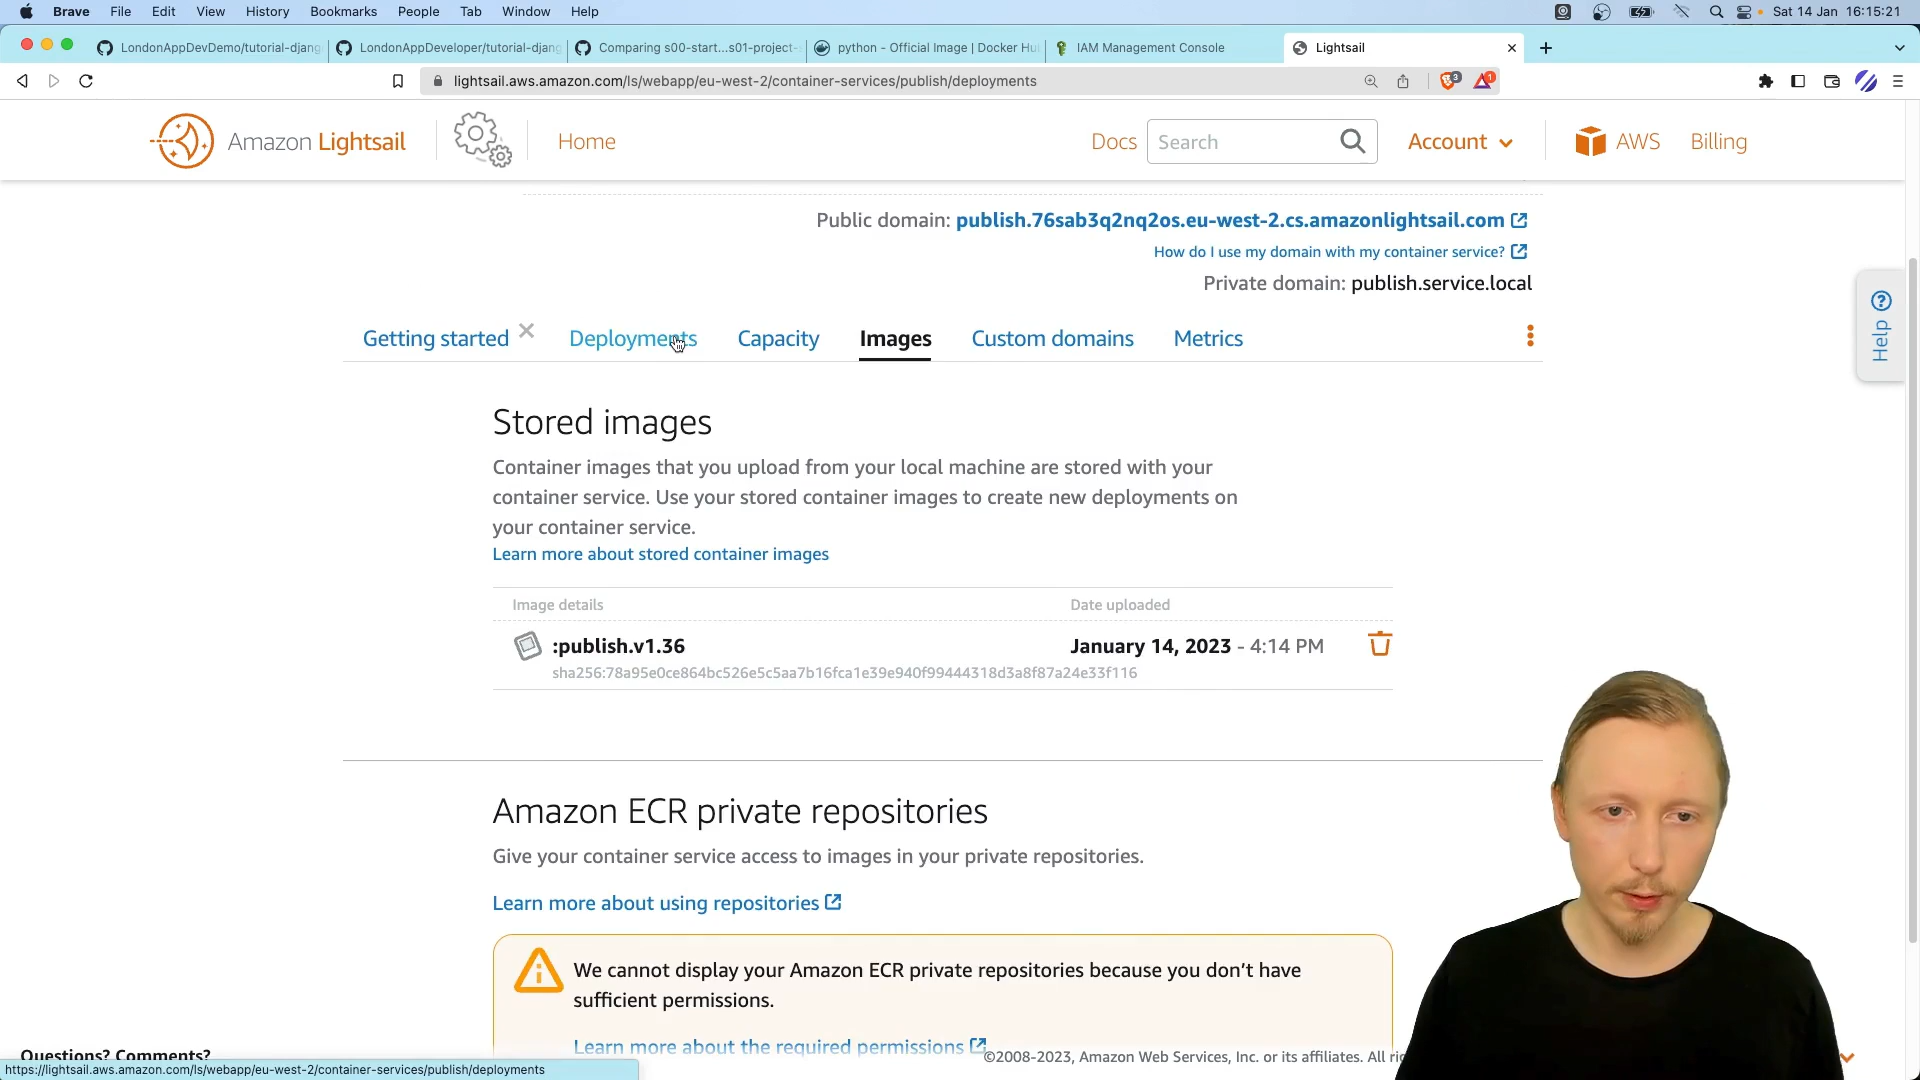 Brave File Edit View History Bookmarks People Tab Window Help Sat 14 Jan 16:15:21
LondonAppDevDemo/tutorial-djang LondonAppDeveloper/tutorial-djang Comparing s00-start...s01-project- python - Official Image | Docker Hu IAM Management Console Lightsail
lightsail.aws.amazon.com/ls/webapp/eu-west-2/container-services/publish/deployments 3 1
Amazon Lightsail Home Docs Search Account AWS Billing
Public domain: publish.76sab3q2nq2os.eu-west-2.cs.amazonlightsail.com
How do I use my domain with my container service?
Private domain: publish.service.local
Getting started Deployments Capacity Images Custom domains Metrics
Help
Stored images
Container images that you upload from your local machine are stored with your
container service. Use your stored container images to create new deployments on
your container service.
Learn more about stored container images
Image details Date uploaded
:publish.v1.36 January 14, 2023 - 4:14 PM
sha256:78a95e0ce864bc526e5c5aa7b16fca1e39e940f99444318d3a8f87a24e33f116
Amazon ECR private repositories
Give your container service access to images in your private repositories.
Learn more about using repositories
We cannot display your Amazon ECR private repositories because you don't have
sufficient permissions.
Learn more about the required permissions
Questions? Comments? ©2008-2023, Amazon Web Services, Inc. or its affiliates. All
https://lightsail.aws.amazon.com/ls/webapp/eu-west-2/container-services/publish/deployments